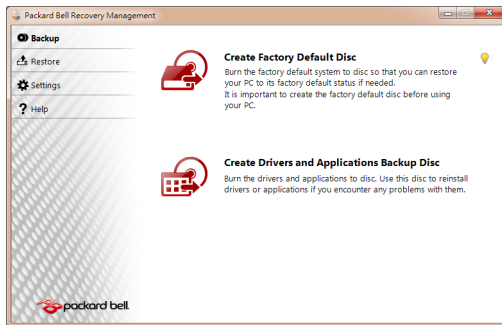 Packard Bell Recovery Management
Backup
Restore
Settings
? Help
Create Factory Default Disc
Burn the factory default system to disc so that you can restore
your PC to its factory default status if needed.
It is important to create the factory default disc before using
your PC.
Create Drivers and Applications Backup Disc
Burn the drivers and applications to disc. Use this disc to reinstall
drivers or applications if you encounter any problems with them.
packard bell.